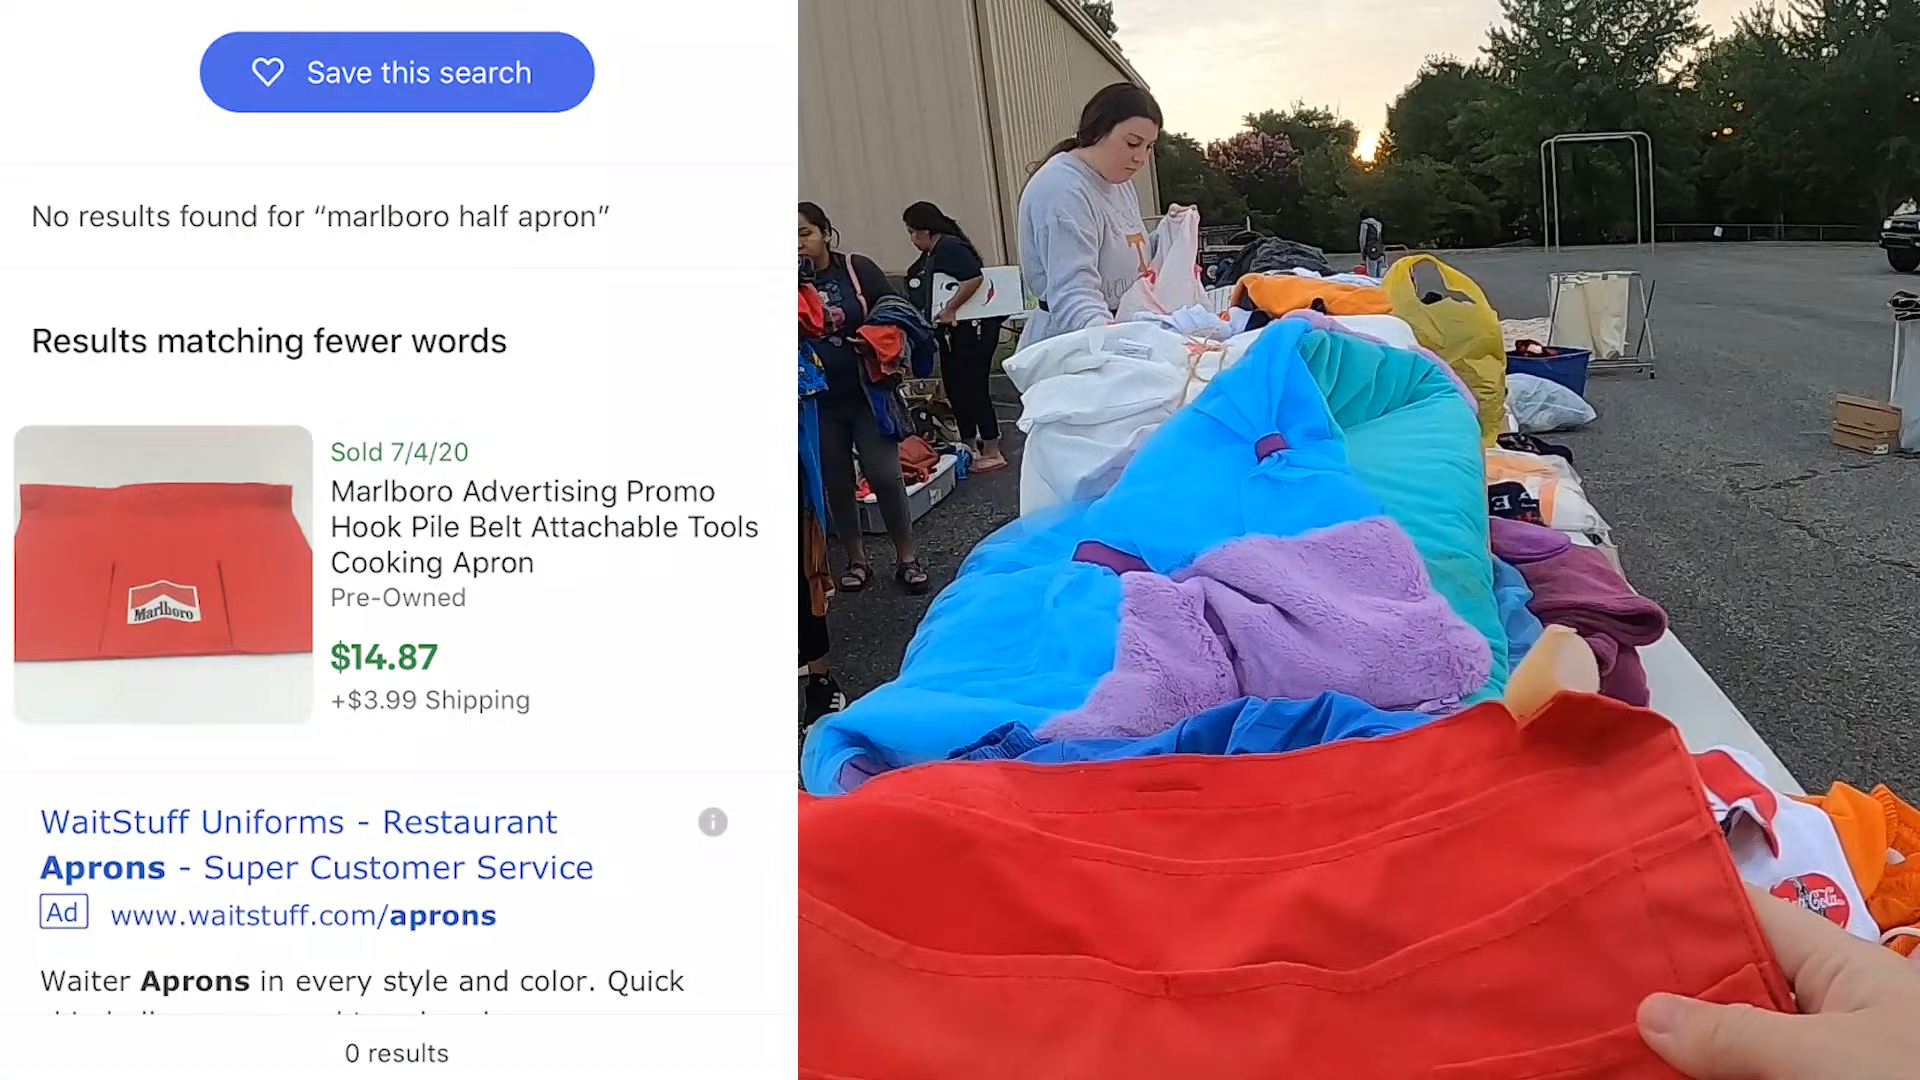 Save this search
No results found for “marlboro half apron”
Results matching fewer words
Sold 7/4/20
Marlboro Advertising Promo
Hook Pile Belt Attachable Tools
Cooking Apron
Pre-Owned
$14.87
+$3.99 Shipping
Marlboro
WaitStuff Uniforms - Restaurant
Aprons - Super Customer Service
Ad www.waitstuff.com/aprons
Waiter Aprons in every style and color. Quick
0 results
T